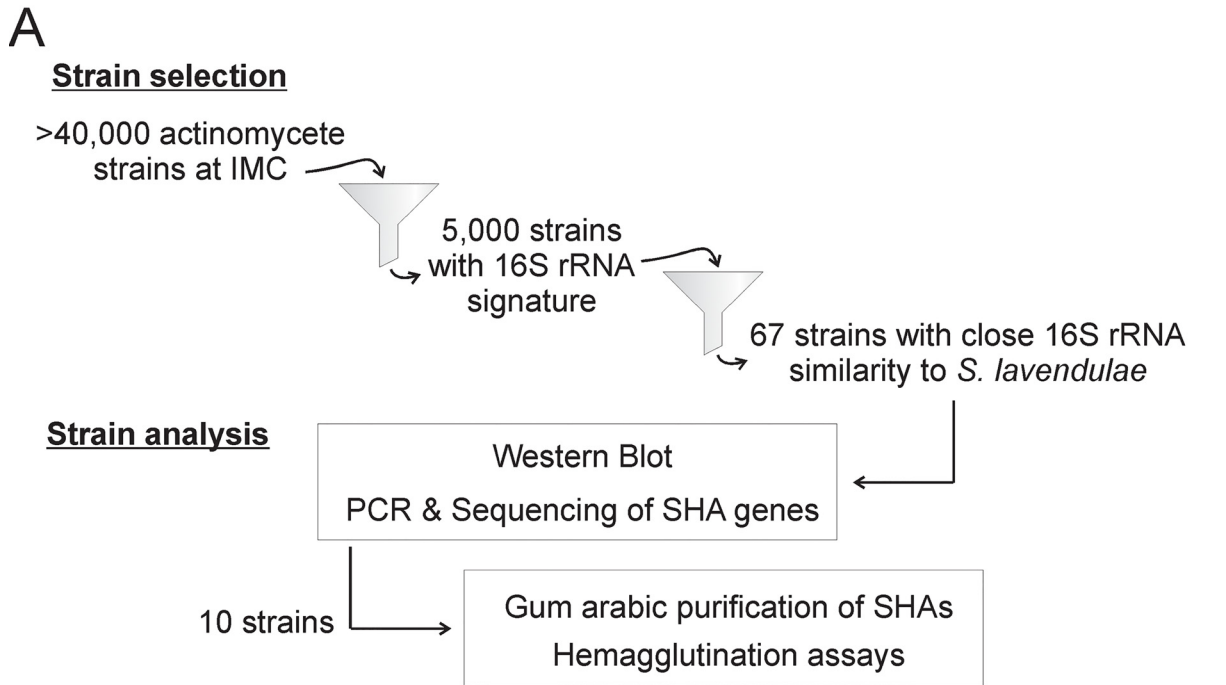 A
Strain selection
>40,000 actinomycete
strains at IMC
5,000 strains
with 16S rRNA
signature
67 strains with close 16S rRNA
similarity to S. lavendulae
Strain analysis
Western Blot
PCR & Sequencing of SHA genes
10 strains
Gum arabic purification of SHAs
Hemagglutination assays